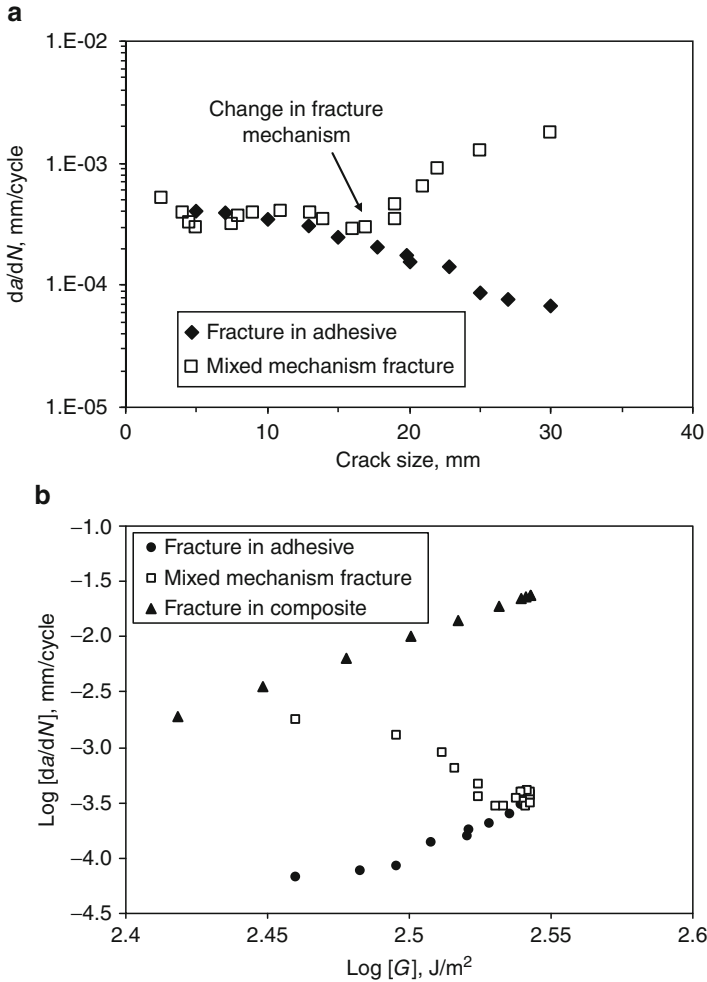 a
1.E-02
1.E-03
1.E-04
1.E-05
da/dN, mm/cycle
Change in fracture
mechanism
Fracture in adhesive
Mixed mechanism fracture
0 10 20 30 40
Crack size, mm
b
−1.0
−1.5
−2.0
−2.5
−3.0
−3.5
−4.0
−4.5
Log [da/dN], mm/cycle
Fracture in adhesive
Mixed mechanism fracture
Fracture in composite
2.4 2.45 2.5 2.55 2.6
Log [G], J/m²